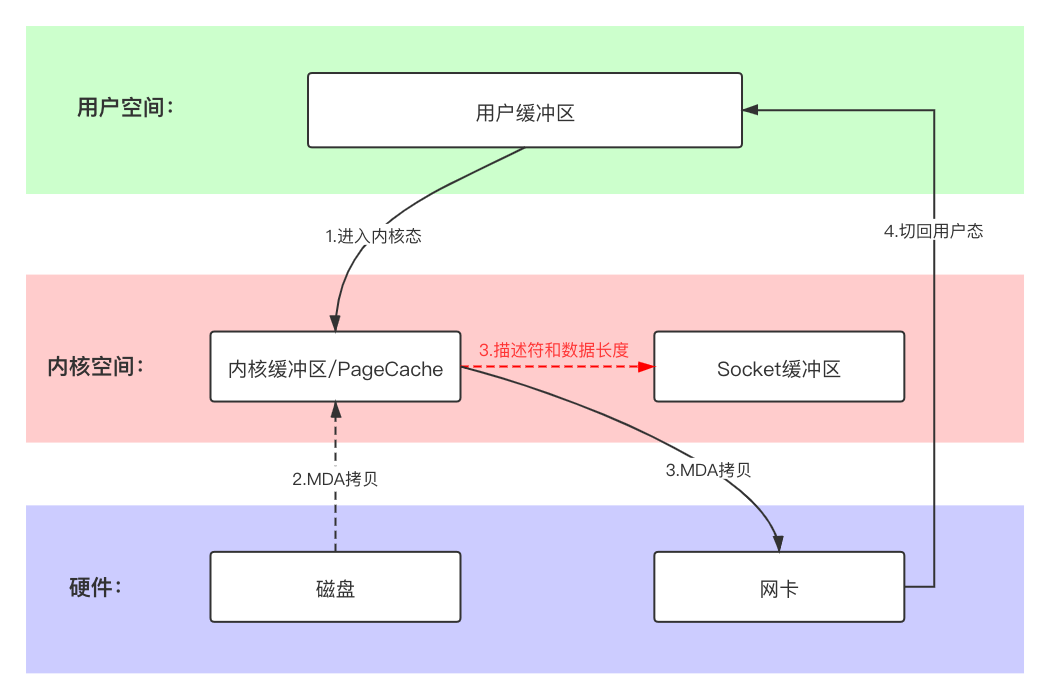 用户空间：
用户缓冲区
1.进入内核态
4.切回用户态
内核空间：
内核缓冲区/PageCache
3.描述符和数据长度
Socket缓冲区
2.MDA拷贝
3.MDA拷贝
硬件：
磁盘
网卡